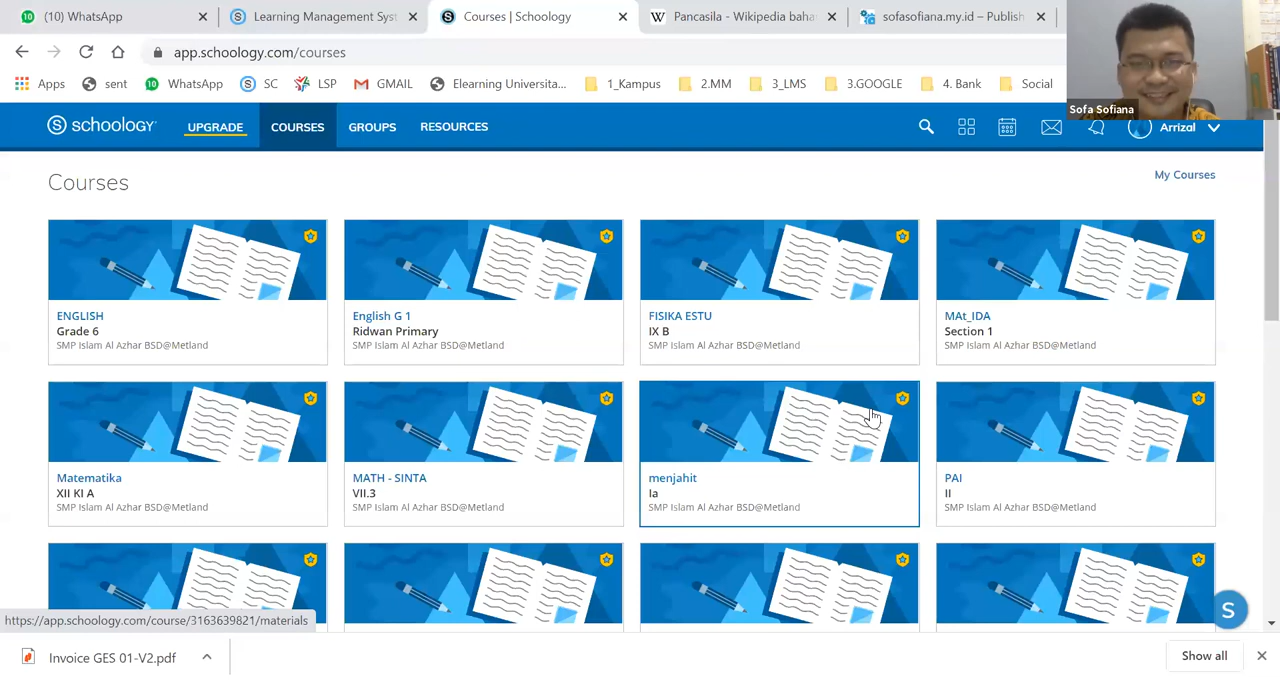 (10) WhatsApp
Learning Management Syst
Courses | Schoology
Pancasila - Wikipedia baha
sofasofiana.my.id – Publish
app.schoology.com/courses
Apps
sent
WhatsApp
SC
LSP
GMAIL
Elearning Universita...
1_Kampus
2.MM
3_LMS
3.GOOGLE
4. Bank
Social
Sofa Sofiana
schoology
UPGRADE
COURSES
GROUPS
RESOURCES
Arrizal
Courses
My Courses
ENGLISH
Grade 6
SMP Islam Al Azhar BSD@Metland
English G 1
Ridwan Primary
SMP Islam Al Azhar BSD@Metland
FISIKA ESTU
IX B
SMP Islam Al Azhar BSD@Metland
MAt_IDA
Section 1
SMP Islam Al Azhar BSD@Metland
Matematika
XII KI A
SMP Islam Al Azhar BSD@Metland
MATH - SINTA
VII.3
SMP Islam Al Azhar BSD@Metland
menjahit
Ia
SMP Islam Al Azhar BSD@Metland
PAI
II
SMP Islam Al Azhar BSD@Metland
https://app.schoology.com/course/3163639821/materials
Invoice GES 01-V2.pdf
Show all